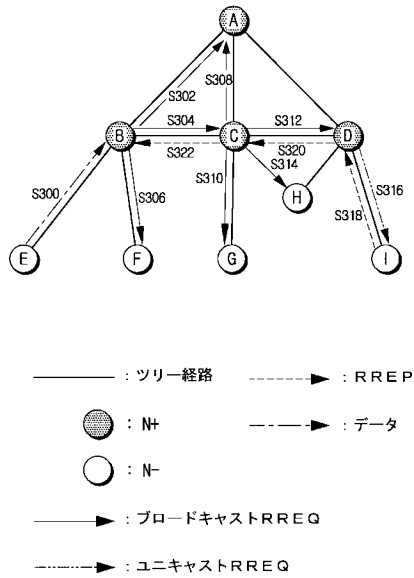 A
S308
S302
B
S304
C
S312
D
S322
S320
S314
S300
S306
S310
H
S316
S318
E
F
G
I
: ツリー経路
: RREP
: N+
: データ
: N-
: ブロードキャストRREQ
: ユニキャストRREQ